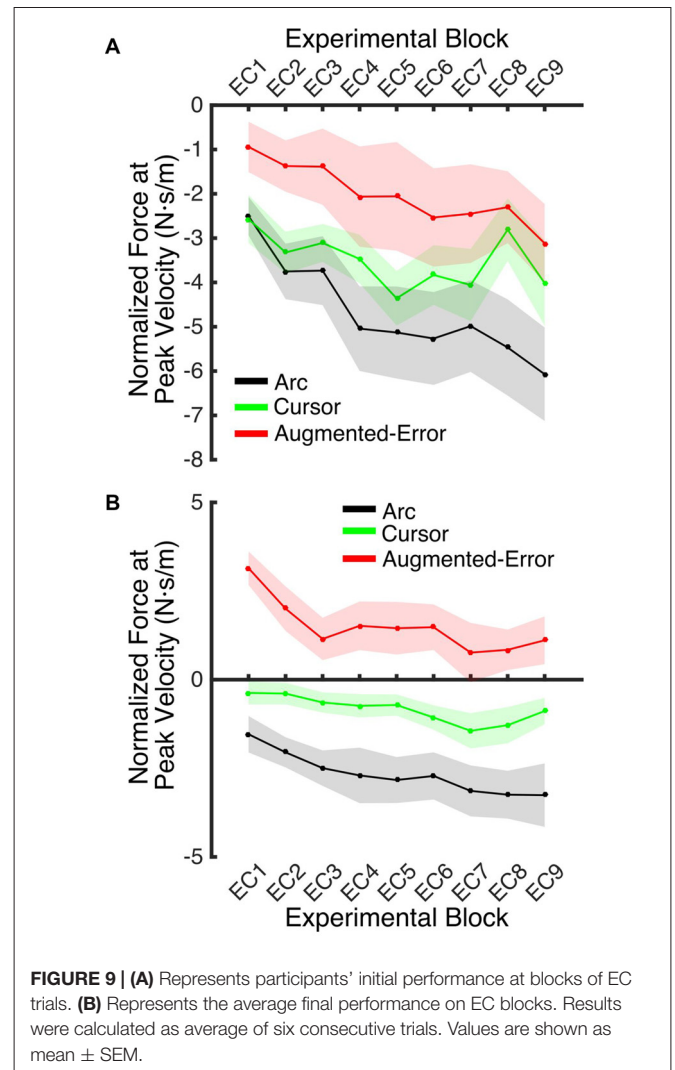 A
Experimental Block
EC1 EC2 EC3 EC4 EC5 EC6 EC7 EC8 EC9
Normalized Force at
Peak Velocity (N·s/m)
0
-1
-2
-3
-4
-5
-6
-7
-8
Arc
Cursor
Augmented-Error
B
Normalized Force at
Peak Velocity (N·s/m)
5
0
-5
Arc
Cursor
Augmented-Error
EC1 EC2 EC3 EC4 EC5 EC6 EC7 EC8 EC9
Experimental Block
FIGURE 9 | (A) Represents participants' initial performance at blocks of EC
trials. (B) Represents the average final performance on EC blocks. Results
were calculated as average of six consecutive trials. Values are shown as
mean ± SEM.